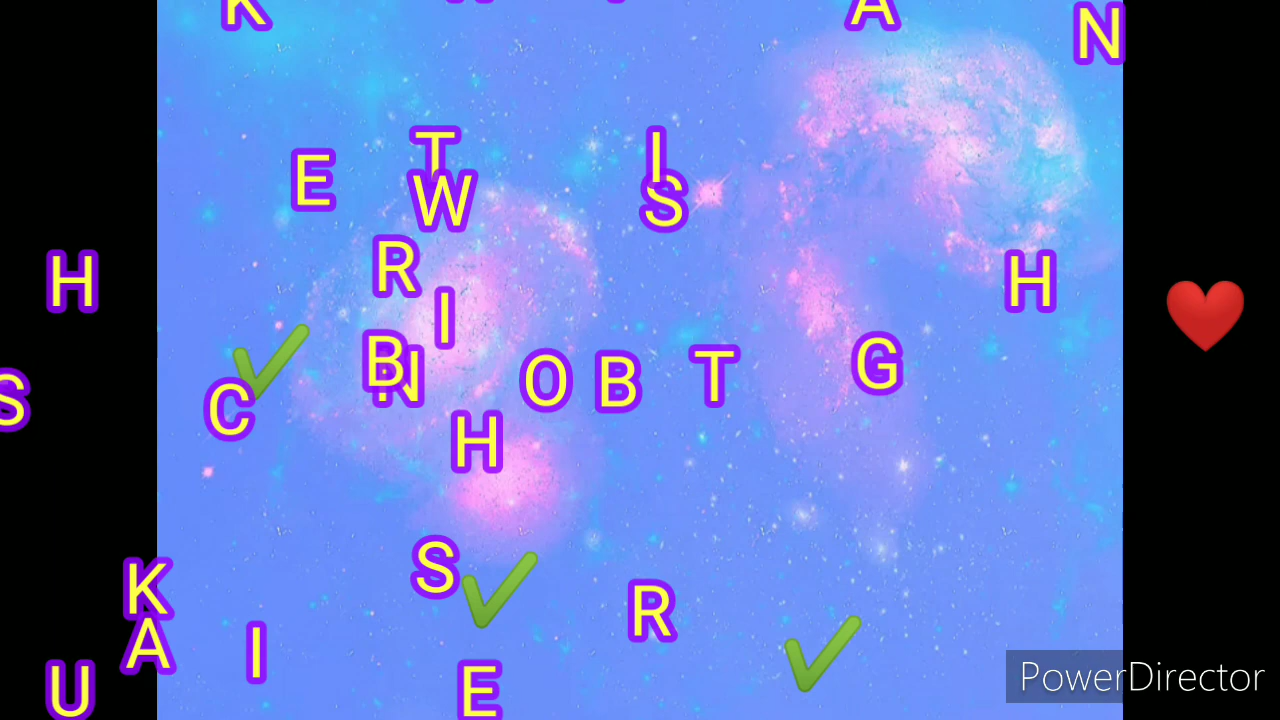 K A N
E T I
W S
R H H
I
B N O B T G
S C
H
S R
K
A I
U E
PowerDirector